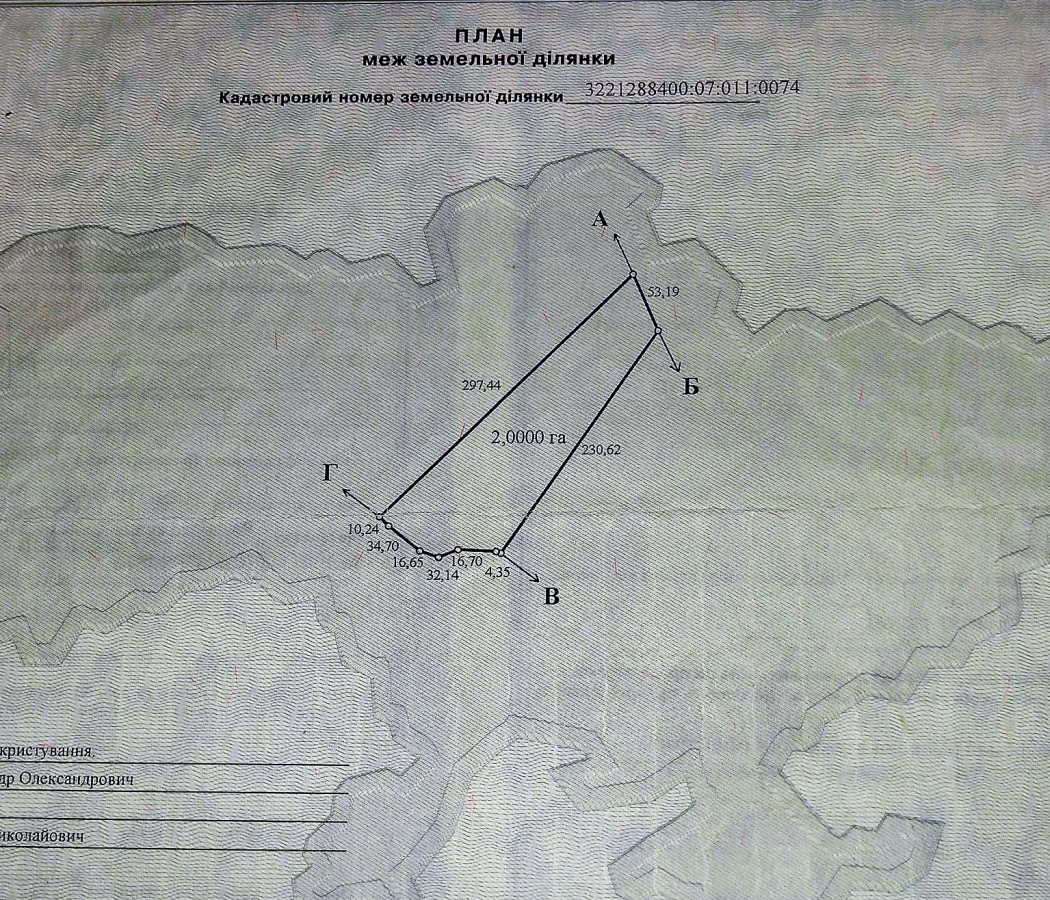 ПЛАН
меж земельної ділянки
Кадастровий номер земельної ділянки 3221288400:07:011:0074
А
53,19
Б
297,44
2,0000 га
230,62
Г
10,24
34,70
16,65
16,70
32,14
4,35
В
користування.
др Олександрович
иколайович